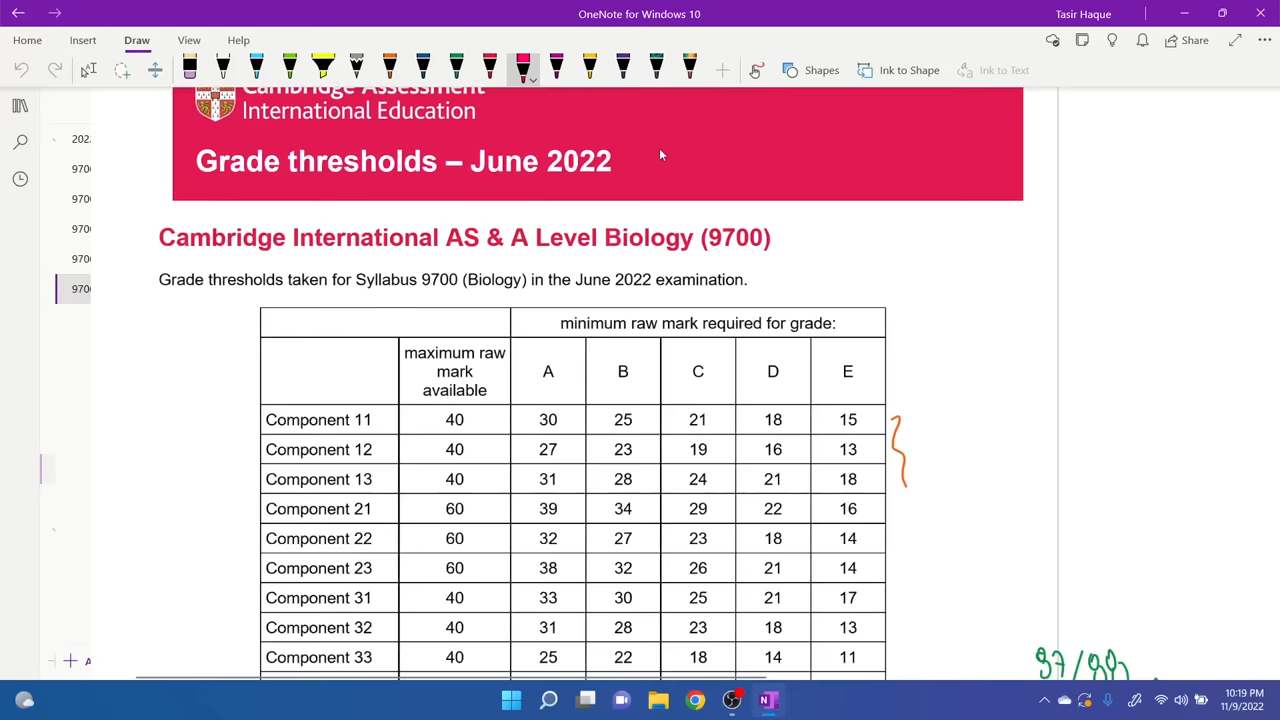 OneNote for Windows 10
Tasir Haque
Home Insert Draw View Help
Share
Shapes
Ink to Shape
Ink to Text
202
970
970
970
970
970
Cambridge Assessment
International Education
Grade thresholds – June 2022
Cambridge International AS & A Level Biology (9700)
Grade thresholds taken for Syllabus 9700 (Biology) in the June 2022 examination.
minimum raw mark required for grade:
maximum raw
mark
available
A B C D E
Component 11 40 30 25 21 18 15
Component 12 40 27 23 19 16 13
Component 13 40 31 28 24 21 18
Component 21 60 39 34 29 22 16
Component 22 60 32 27 23 18 14
Component 23 60 38 32 26 21 14
Component 31 40 33 30 25 21 17
Component 32 40 31 28 23 18 13
Component 33 40 25 22 18 14 11
A
10:19 PM
11/9/2022